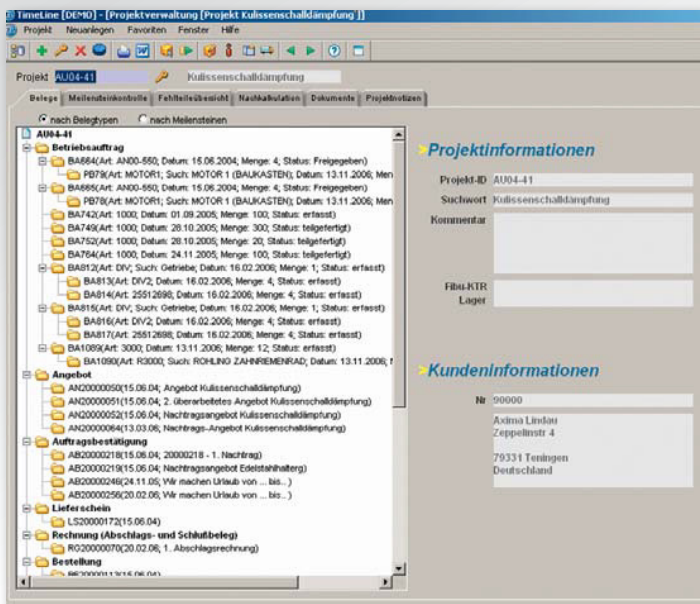 TimeLine [DEMO] - [Projektverwaltung [Projekt Kulissenschalldämpfung ]]
Projekt Neuanlegen Favoriten Fenster Hilfe
Projekt AU04-41 Kulissenschalldämpfung
Belege Meilensteinkontrolle Fehlteileübersicht Nachkalkulation Dokumente Projektnotizen
nach Belegtypen nach Meilensteinen
AU04-41
Betriebsauftrag
BA664(Art: AN00-550; Datum: 15.06.2004; Menge: 4; Status: Freigegeben)
PB79(Art: MOTOR1; Such: MOTOR 1 (BAUKASTEN); Datum: 13.11.2006; Men
BA665(Art: AN00-550; Datum: 15.06.2004; Menge: 4; Status: Freigegeben)
PB78(Art: MOTOR1; Such: MOTOR 1 (BAUKASTEN); Datum: 13.11.2006; Men
BA742(Art: 1000; Datum: 01.09.2005; Menge: 100; Status: erfasst)
BA749(Art: 1000; Datum: 28.10.2005; Menge: 300; Status: teilgefertigt)
BA752(Art: 1000; Datum: 28.10.2005; Menge: 20; Status: teilgefertigt)
BA764(Art: 1000; Datum: 24.11.2005; Menge: 100; Status: erfasst)
BA812(Art: DIV; Such: Getriebe; Datum: 16.02.2006; Menge: 1; Status: erfasst)
BA813(Art: DIV2; Datum: 16.02.2006; Menge: 4; Status: erfasst)
BA814(Art: 25512698; Datum: 16.02.2006; Menge: 4; Status: erfasst)
BA815(Art: DIV; Such: Getriebe; Datum: 16.02.2006; Menge: 1; Status: erfasst)
BA816(Art: DIV2; Datum: 16.02.2006; Menge: 4; Status: erfasst)
BA817(Art: 25512698; Datum: 16.02.2006; Menge: 4; Status: erfasst)
BA1089(Art: 3000; Datum: 13.11.2006; Menge: 12; Status: erfasst)
BA1090(Art: R3000; Such: ROHLING ZAHNRIEMENRAD; Datum: 13.11.2006;
Angebot
AN20000050(15.06.04; Angebot Kulissenschalldämpfung)
AN20000051(15.06.04; 2. überarbeitetes Angebot Kulissenschalldämpfung)
AN20000052(15.06.04; Nachtragsangebot Kulissenschalldämpfung)
AN20000064(13.03.06; Nachtrags-Angebot Kulissenschalldämpfung)
Auftragsbestätigung
AB20000218(15.06.04; 20000218 - 1. Nachtrag)
AB20000219(15.06.04; Nachtragsangebot Edelstahlhalterg)
AB20000246(24.11.05; Wir machen Urlaub von ... bis.. )
AB20000256(20.02.06; Wir machen Urlaub von ... bis.. )
Lieferschein
LS20000172(15.06.04)
Rechnung (Abschlags- und Schlußbeleg)
RG20000070(20.02.06; 1. Abschlagsrechnung)
Bestellung
BE20000113(15.06.04)
>Projektinformationen
Projekt-ID AU04-41
Suchwort Kulissenschalldämpfung
Kommentar
Fibu-KTR
Lager
>Kundeninformationen
Nr 90000
Axima Lindau
Zeppelinstr 4
79331 Teningen
Deutschland